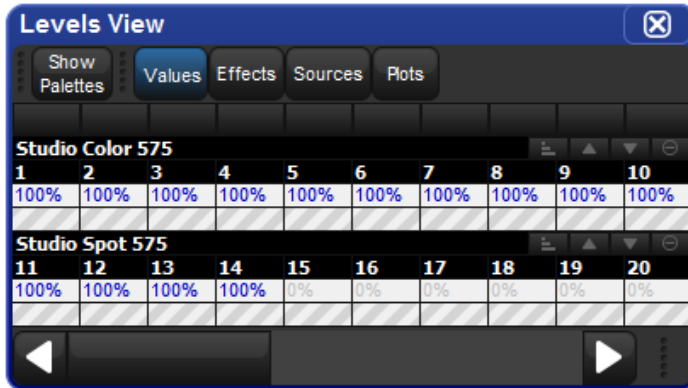 Levels View
Show Palettes Values Effects Sources Plots
Studio Color 575
1 2 3 4 5 6 7 8 9 10
100% 100% 100% 100% 100% 100% 100% 100% 100% 100%
Studio Spot 575
11 12 13 14 15 16 17 18 19 20
100% 100% 100% 100% 0% 0% 0% 0% 0% 0%